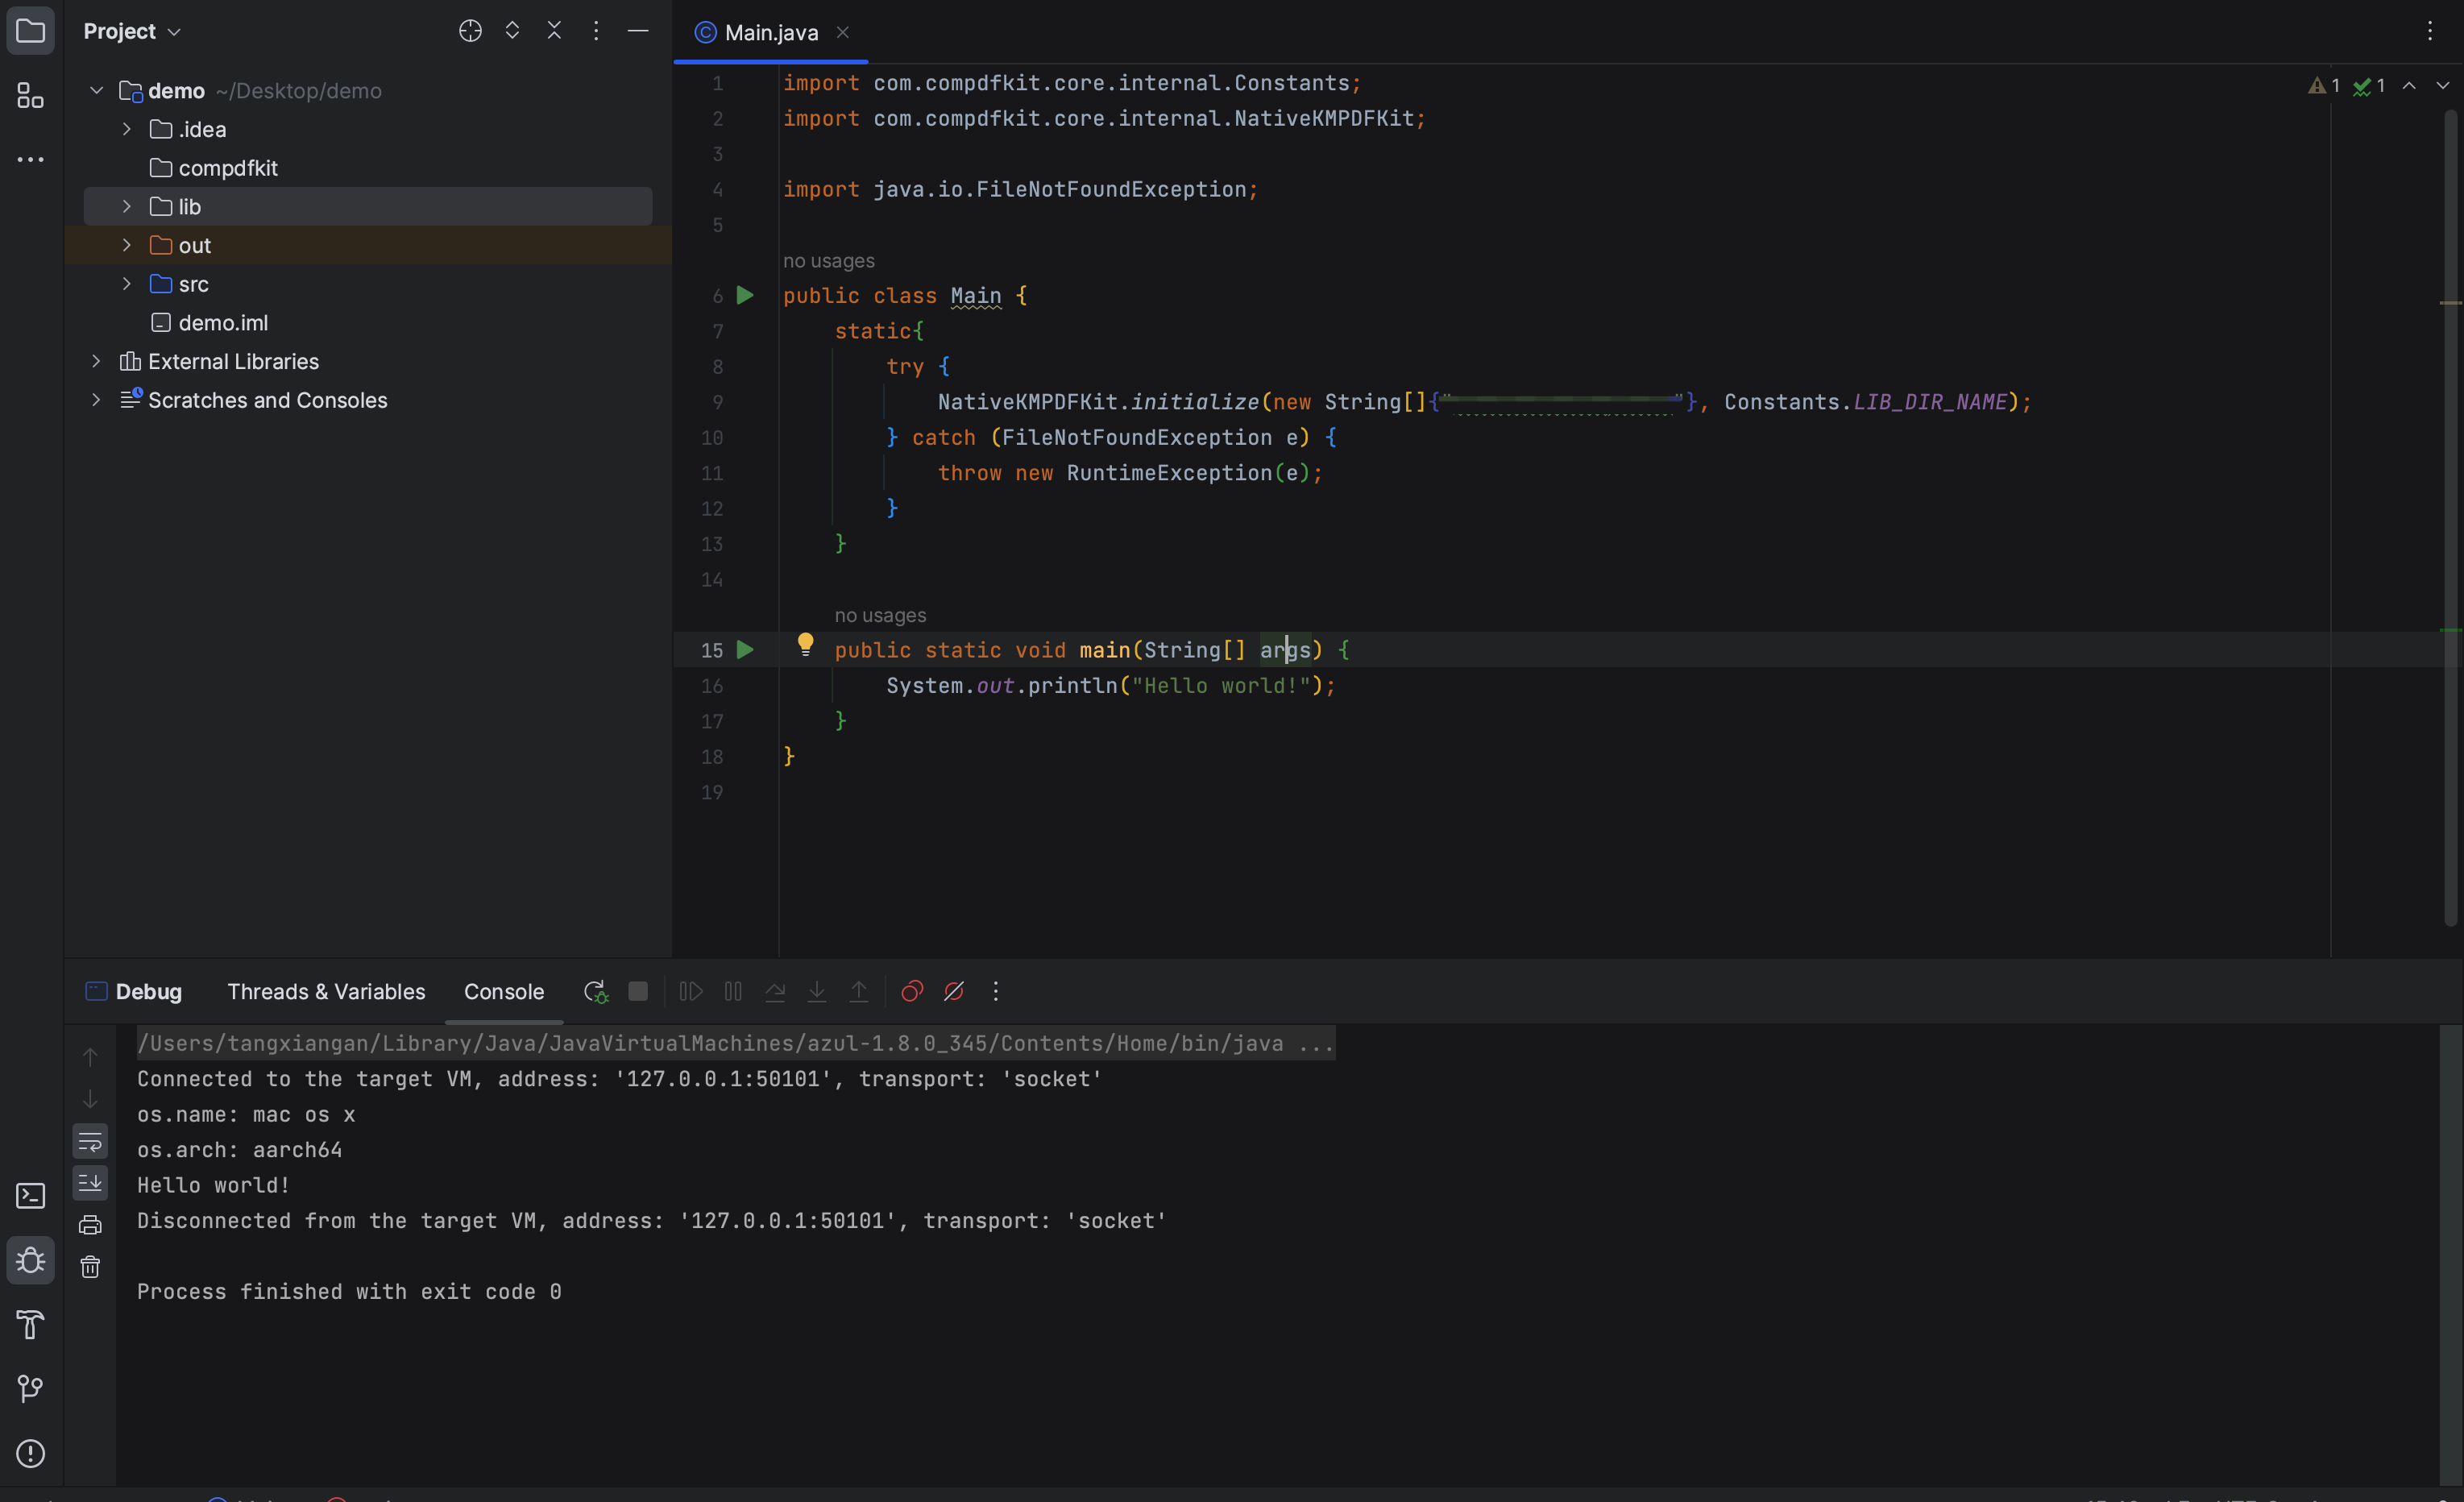 Project
demo ~/Desktop/demo
.idea
compdfkit
lib
out
src
demo.iml
External Libraries
Scratches and Consoles
Main.java
1 1
1 import com.compdfkit.core.internal.Constants;
2 import com.compdfkit.core.internal.NativeKMPDFKit;
3
4 import java.io.FileNotFoundException;
5
no usages
6 public class Main {
7 static{
8 try {
9 NativeKMPDFKit.initialize(new String[]{""}, Constants.LIB_DIR_NAME);
10 } catch (FileNotFoundException e) {
11 throw new RuntimeException(e);
12 }
13 }
14
no usages
15 public static void main(String[] args) {
16 System.out.println("Hello world!");
17 }
18 }
19
Debug Threads & Variables Console
/Users/tangxiangan/Library/Java/JavaVirtualMachines/azul-1.8.0_345/Contents/Home/bin/java ...
Connected to the target VM, address: '127.0.0.1:50101', transport: 'socket'
os.name: mac os x
os.arch: aarch64
Hello world!
Disconnected from the target VM, address: '127.0.0.1:50101', transport: 'socket'
Process finished with exit code 0